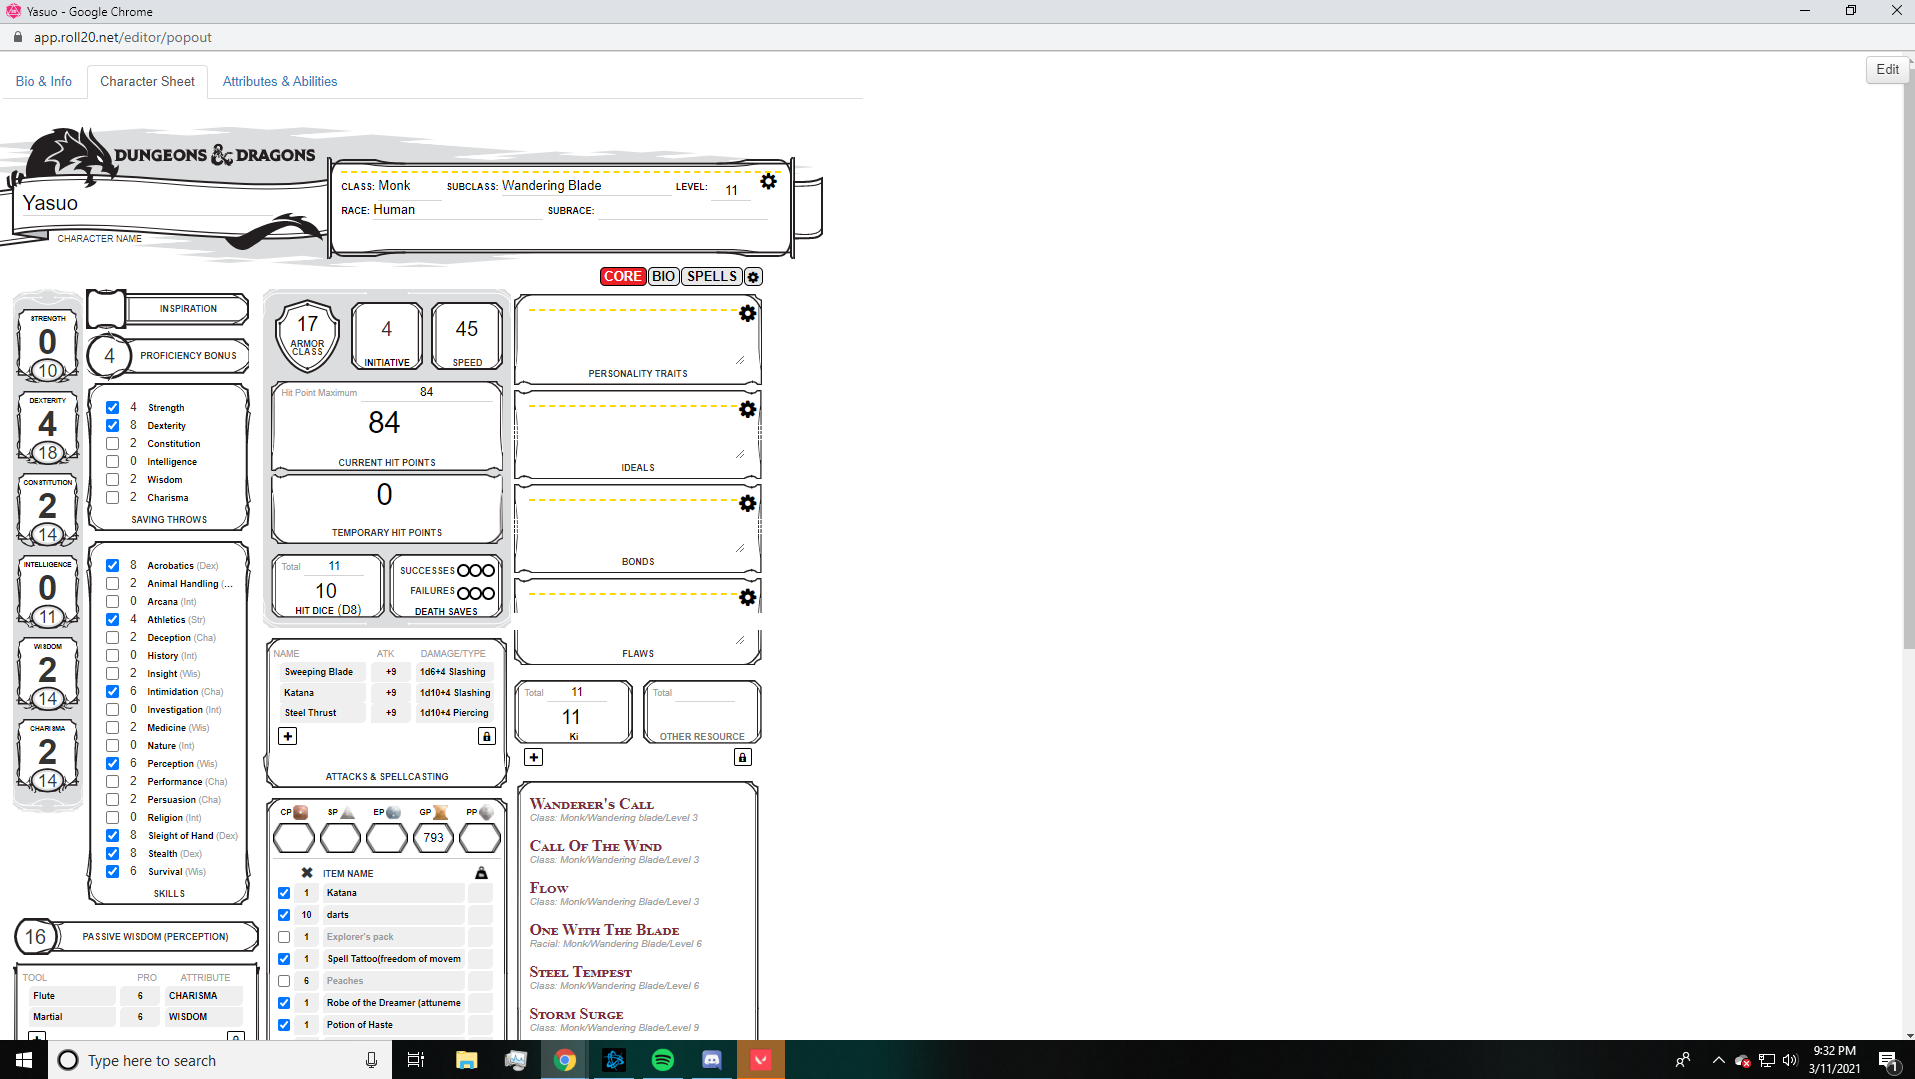 Yasuo - Google Chrome
app.roll20.net/editor/popout
Bio & Info Character Sheet Attributes & Abilities Edit
DUNGEONS & DRAGONS
CLASS: Monk SUBCLASS: Wandering Blade LEVEL: 11
RACE: Human SUBRACE:
Yasuo
CHARACTER NAME
CORE BIO SPELLS
STRENGTH
0
10
DEXTERITY
4
18
CONSTITUTION
2
14
INTELLIGENCE
0
11
WISDOM
2
14
CHARISMA
2
14
INSPIRATION
4 PROFICIENCY BONUS
4 Strength
8 Dexterity
2 Constitution
0 Intelligence
2 Wisdom
2 Charisma
SAVING THROWS
8 Acrobatics (Dex)
2 Animal Handling (...
0 Arcana (Int)
4 Athletics (Str)
2 Deception (Cha)
0 History (Int)
2 Insight (Wis)
6 Intimidation (Cha)
0 Investigation (Int)
2 Medicine (Wis)
0 Nature (Int)
6 Perception (Wis)
2 Performance (Cha)
2 Persuasion (Cha)
0 Religion (Int)
8 Sleight of Hand (Dex)
8 Stealth (Dex)
6 Survival (Wis)
SKILLS
16 PASSIVE WISDOM (PERCEPTION)
TOOL PRO ATTRIBUTE
Flute 6 CHARISMA
Martial 6 WISDOM
17
ARMOR
CLASS
4
INITIATIVE
45
SPEED
Hit Point Maximum 84
84
CURRENT HIT POINTS
0
TEMPORARY HIT POINTS
Total 11
10
HIT DICE (D8)
SUCCESSES
FAILURES
DEATH SAVES
NAME ATK DAMAGE/TYPE
Sweeping Blade +9 1d6+4 Slashing
Katana +9 1d10+4 Slashing
Steel Thrust +9 1d10+4 Piercing
ATTACKS & SPELLCASTING
CP SP EP GP PP
793
ITEM NAME
1 Katana
10 darts
1 Explorer's pack
1 Spell Tattoo(freedom of movem
6 Peaches
1 Robe of the Dreamer (attuneme
1 Potion of Haste
PERSONALITY TRAITS
IDEALS
BONDS
FLAWS
Total 11
11
Ki
Total
OTHER RESOURCE
WANDERER'S CALL
Class: Monk/Wandering blade/Level 3
CALL OF THE WIND
Class: Monk/Wandering Blade/Level 3
FLOW
Class: Monk/Wandering Blade/Level 3
ONE WITH THE BLADE
Racial: Monk/Wandering Blade/Level 6
STEEL TEMPEST
Class: Monk/Wandering Blade/Level 6
STORM SURGE
Class: Monk/Wandering Blade/Level 9
Type here to search
9:32 PM
3/11/2021
1